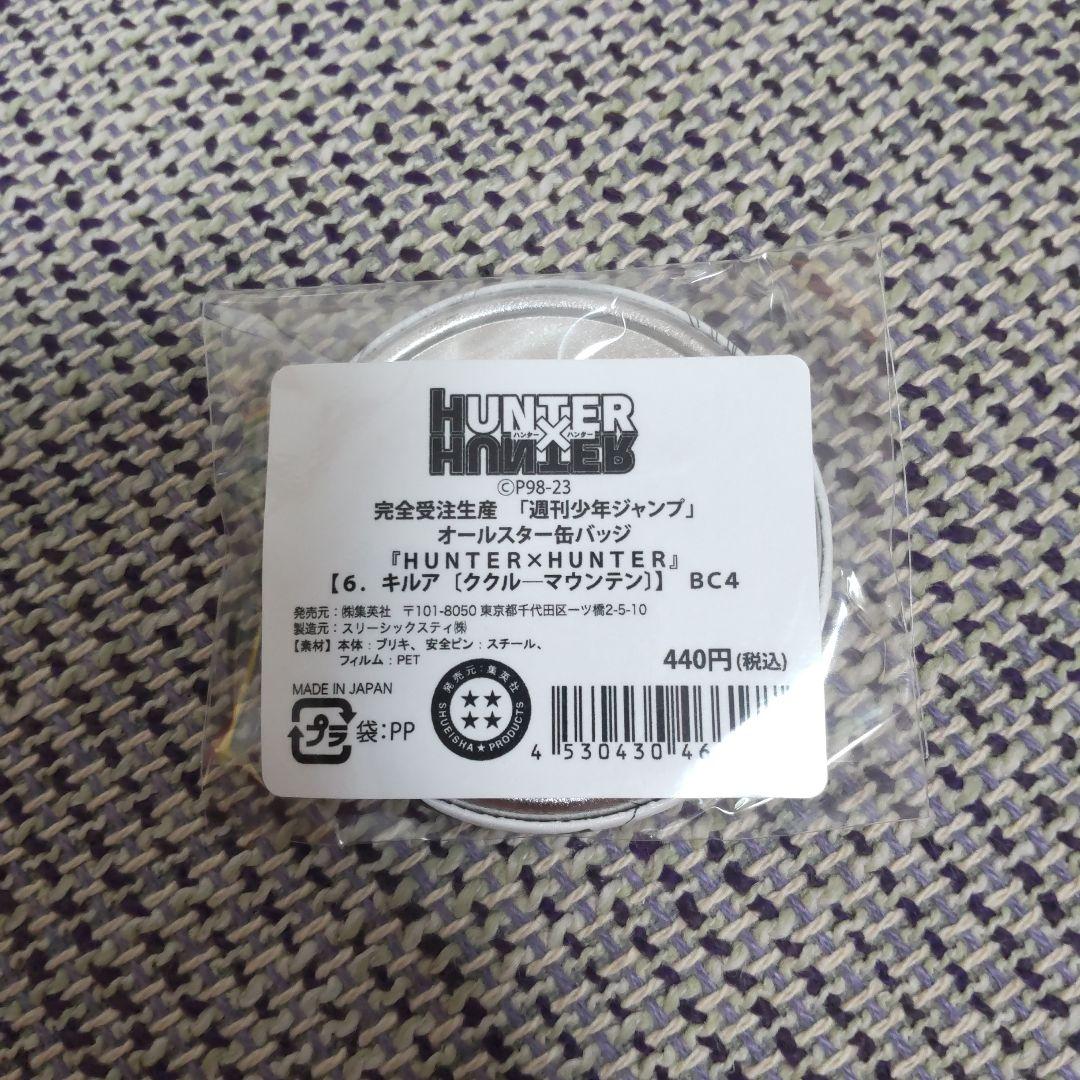 HUNTER×HUNTER
ハンター ハンター
©P98-23
完全受注生産 「週刊少年ジャンプ」
オールスター缶バッジ
『HUNTER×HUNTER』
【6. キルア〔ククル―マウンテン〕】 BC4
発売元:㈱集英社 〒101-8050 東京都千代田区一ツ橋2-5-10
製造元:スリーシックスティ㈱
【素材】本体:ブリキ、安全ピン:スチール、
フィルム:PET
440円(税込)
MADE IN JAPAN
プラ 袋:PP
発売元:集英社
SHUEISHA★PRODUCTS
4 530430 46